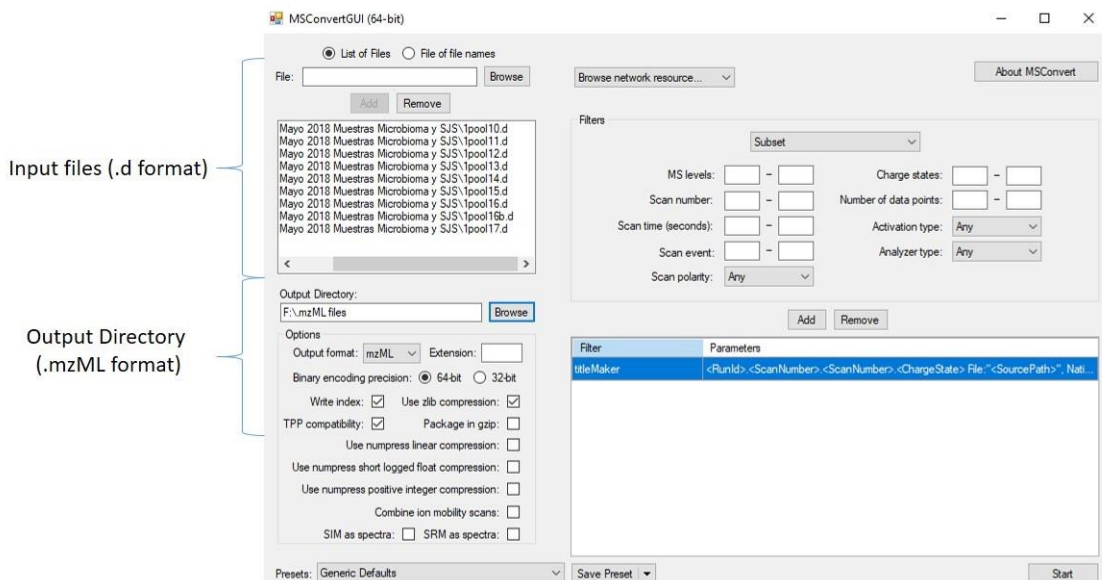 MSConvertGUI (64-bit)
List of Files File of file names
File: Browse
Add Remove
Mayo 2018 Muestras Microbioma y SJS\1pool10.d
Mayo 2018 Muestras Microbioma y SJS\1pool11.d
Mayo 2018 Muestras Microbioma y SJS\1pool12.d
Mayo 2018 Muestras Microbioma y SJS\1pool13.d
Mayo 2018 Muestras Microbioma y SJS\1pool14.d
Mayo 2018 Muestras Microbioma y SJS\1pool15.d
Mayo 2018 Muestras Microbioma y SJS\1pool16.d
Mayo 2018 Muestras Microbioma y SJS\1pool16b.d
Mayo 2018 Muestras Microbioma y SJS\1pool17.d
Input files (.d format)
Output Directory:
F:\.mzML files Browse
Output Directory
(.mzML format)
Options
Output format: mzML Extension:
Binary encoding precision: 64-bit 32-bit
Write index: Use zlib compression:
TPP compatibility: Package in gzip:
Use numpress linear compression:
Use numpress short logged float compression:
Use numpress positive integer compression:
Combine ion mobility scans:
SIM as spectra: SRM as spectra:
Presets: Generic Defaults Save Preset Start
Browse network resource... About MSConvert
Filters
Subset
MS levels: - Charge states: -
Scan number: - Number of data points: -
Scan time (seconds): - Activation type: Any
Scan event: - Analyzer type: Any
Scan polarity: Any
Add Remove
Filter Parameters
titleMaker <RunId>.<ScanNumber>.<ScanNumber>.<ChargeState> File:"<SourcePath>", Nati...